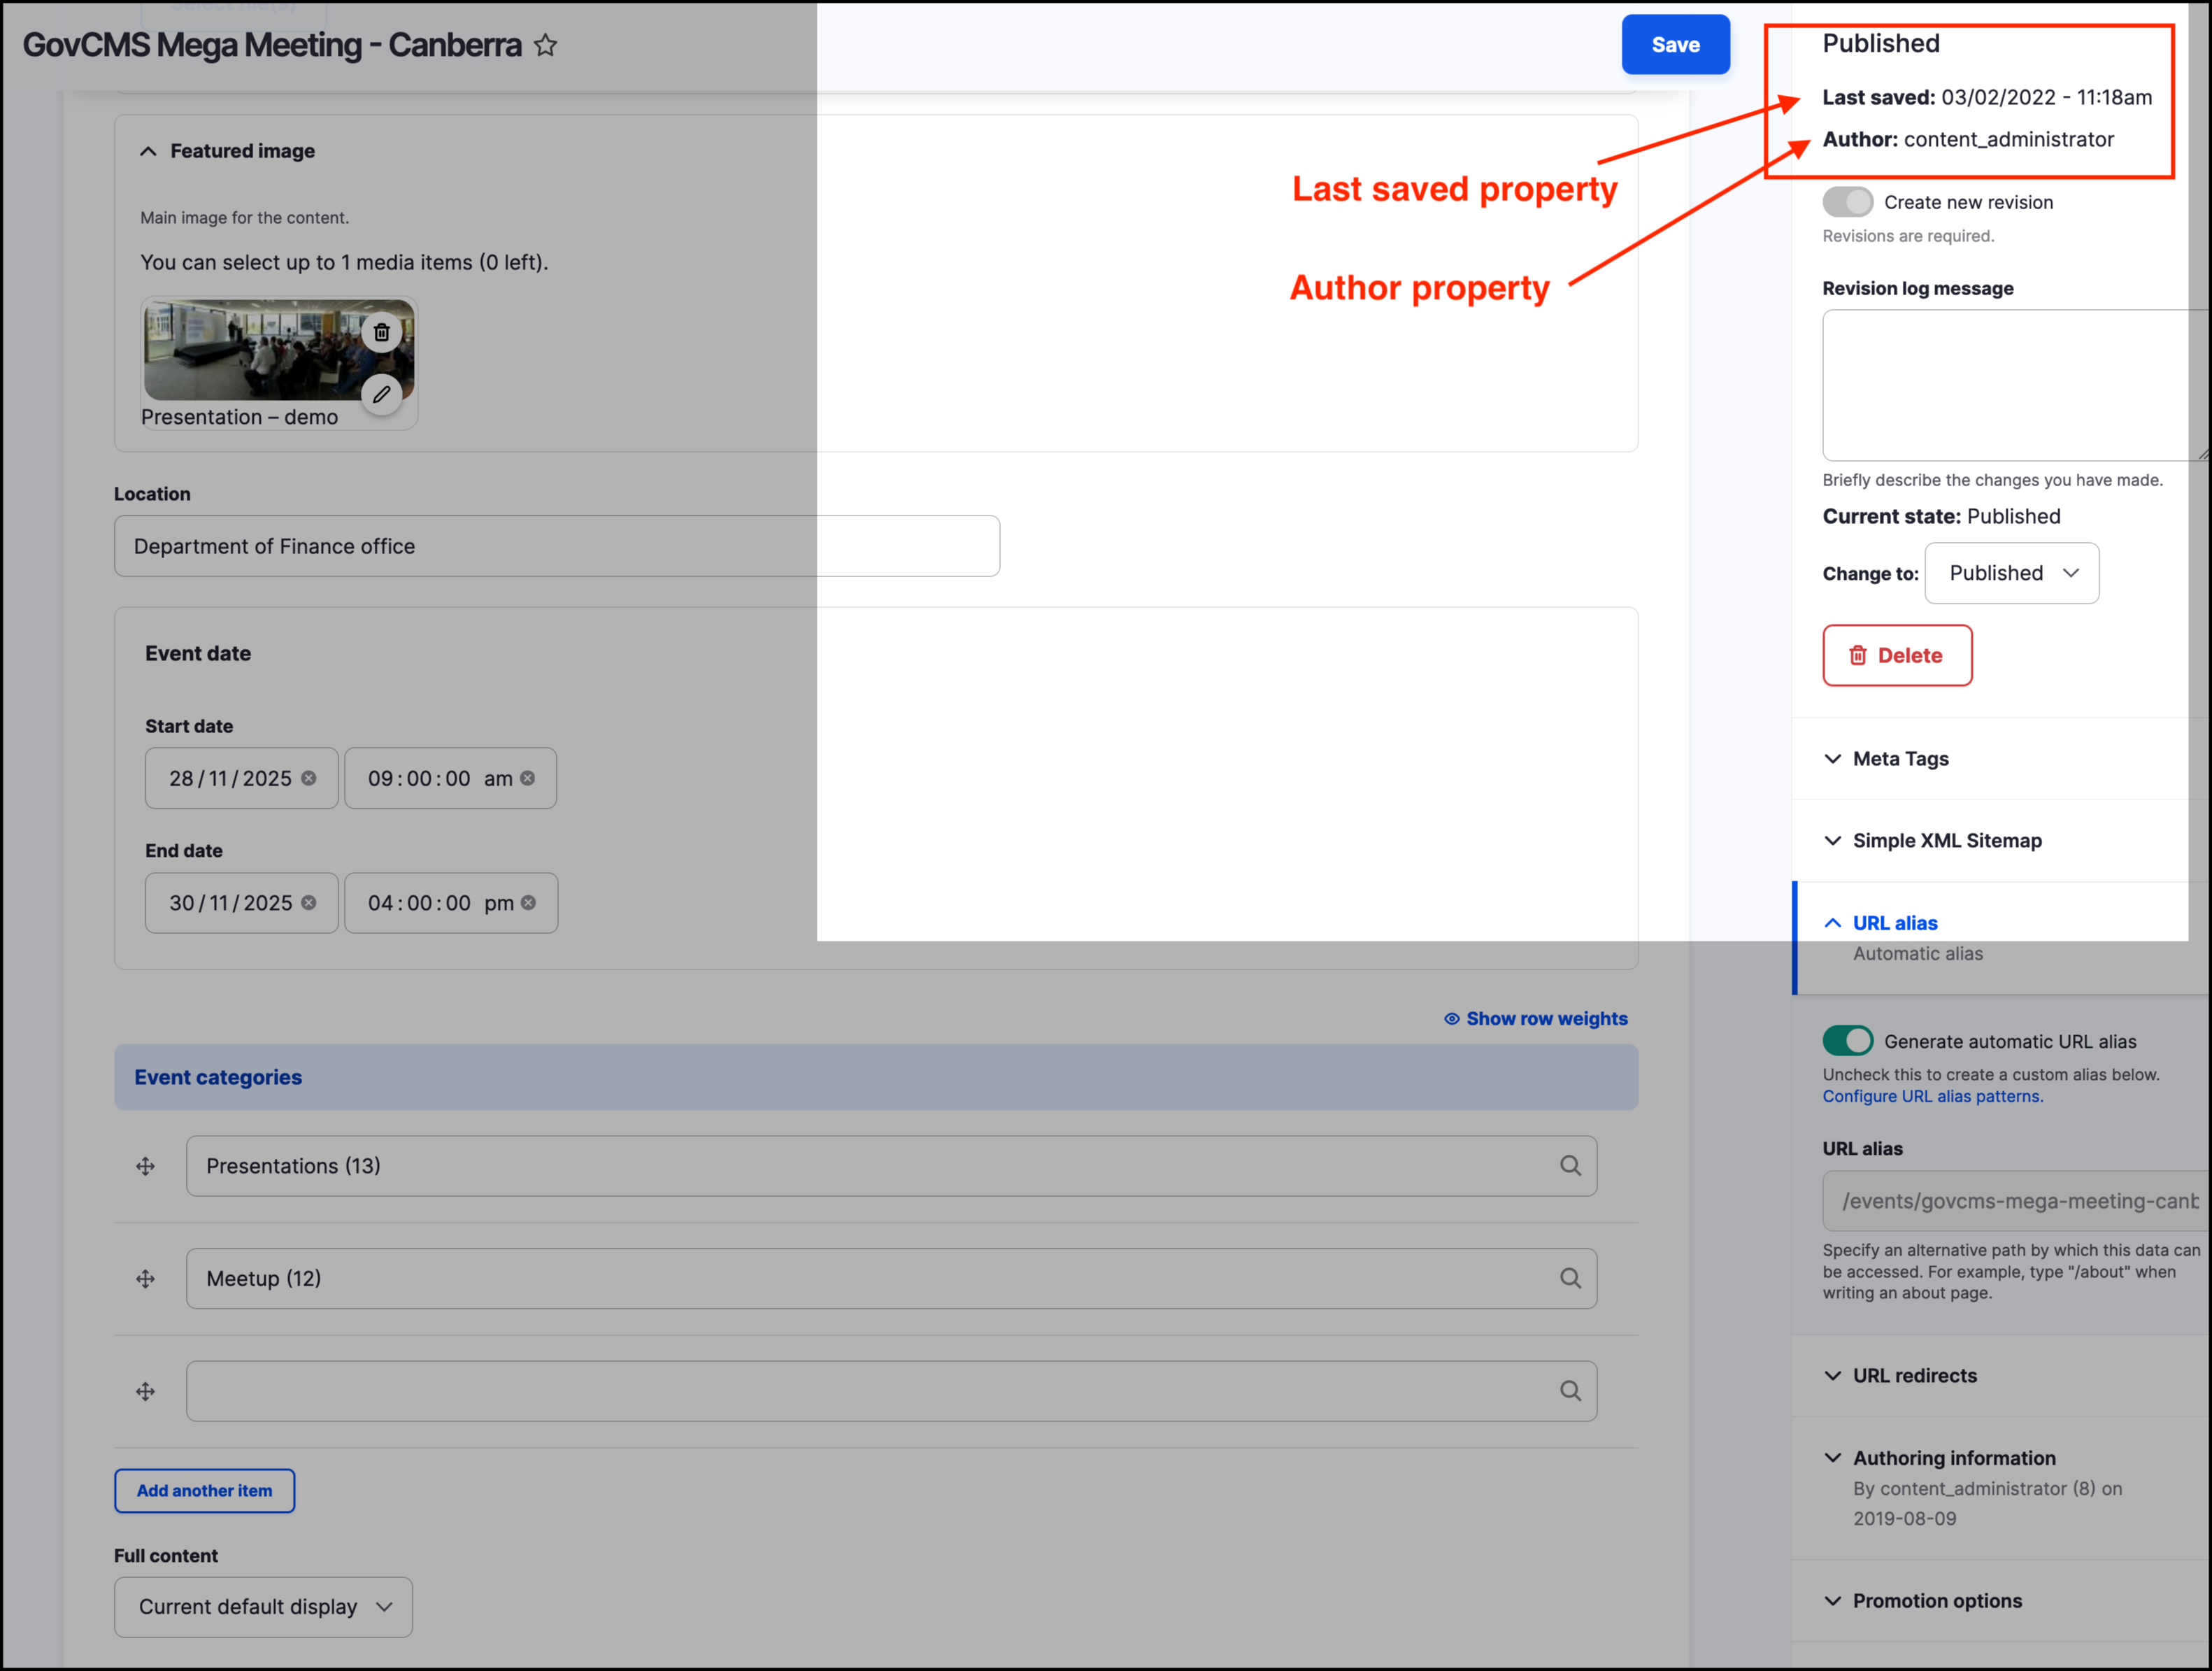 Select file(s)
GovCMS Mega Meeting - Canberra
Save
Featured image
Main image for the content.
You can select up to 1 media items (0 left).
Presentation – demo
Location
Department of Finance office
Event date
Start date
28/11/2025 09:00:00 am
End date
30/11/2025 04:00:00 pm
Show row weights
Event categories
Presentations (13)
Meetup (12)
Add another item
Full content
Current default display
Last saved property
Author property
Published
Last saved: 03/02/2022 - 11:18am
Author: content_administrator
Create new revision
Revisions are required.
Revision log message
Briefly describe the changes you have made.
Current state: Published
Change to: Published
Delete
Meta Tags
Simple XML Sitemap
URL alias
Automatic alias
Generate automatic URL alias
Uncheck this to create a custom alias below.
Configure URL alias patterns.
URL alias
/events/govcms-mega-meeting-canb
Specify an alternative path by which this data can
be accessed. For example, type "/about" when
writing an about page.
URL redirects
Authoring information
By content_administrator (8) on
2019-08-09
Promotion options